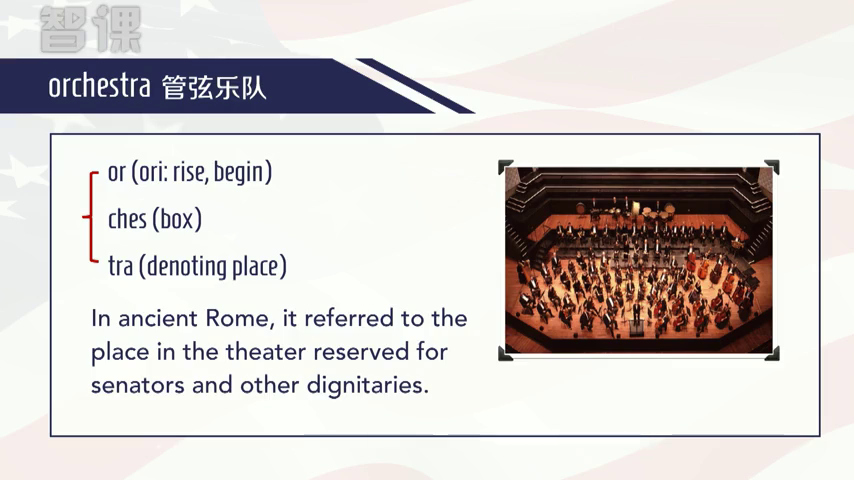 智课
orchestra 管弦乐队
or (ori: rise, begin)
ches (box)
tra (denoting place)
In ancient Rome, it referred to the
place in the theater reserved for
senators and other dignitaries.